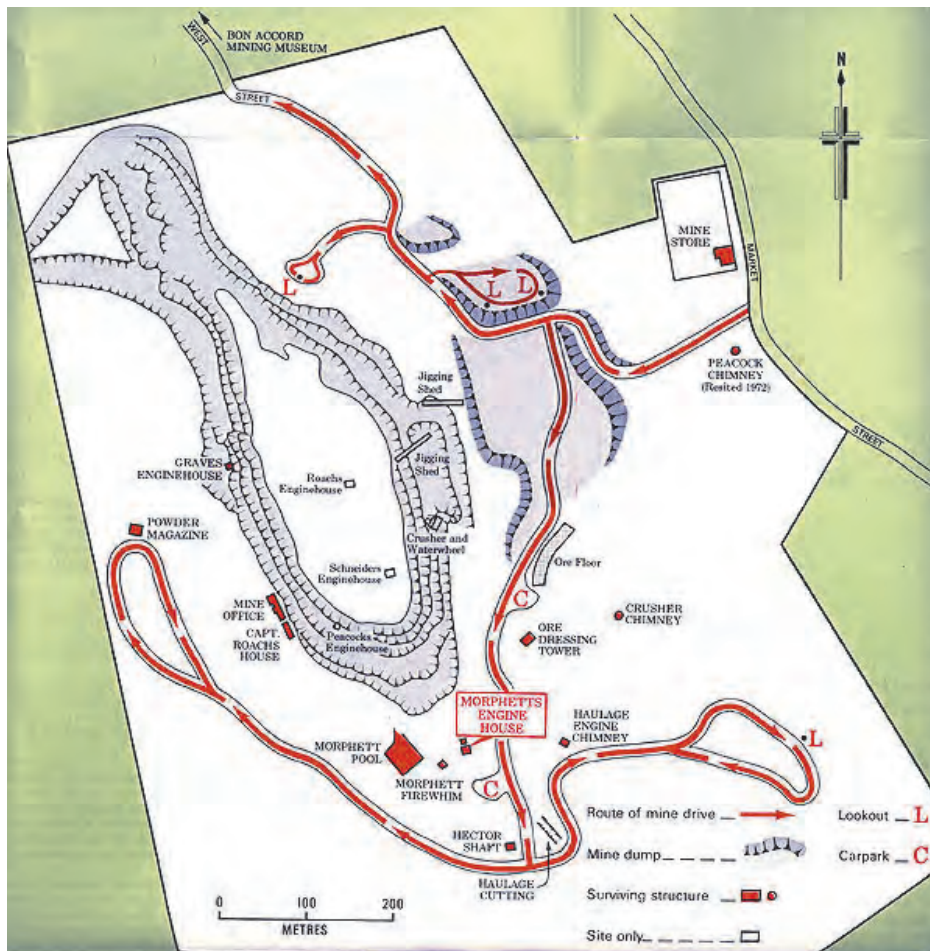 BON ACCORD
MINING MUSEUM
WEST
STREET
N
MINE
STORE
MARKET
L
L
L
PEACOCK
CHIMNEY
(Resited 1972)
STREET
Jigging
Shed
Jigging
Shed
GRAVES
ENGINEHOUSE
Roachs
Enginehouse
POWDER
MAGAZINE
Crusher and
Waterwheel
Ore Floor
Schneiders
Enginehouse
C
MINE
OFFICE
CAPT.
ROACHS
HOUSE
Peacocks
Enginehouse
ORE
DRESSING
TOWER
CRUSHER
CHIMNEY
MORPHETTS
ENGINE
HOUSE
HAULAGE
ENGINE
CHIMNEY
L
MORPHETT
POOL
MORPHETT
FIREWHIM
C
HECTOR
SHAFT
HAULAGE
CUTTING
Route of mine drive
Lookout L
Mine dump
Carpark C
Surviving structure
Site only
0 100 200
METRES